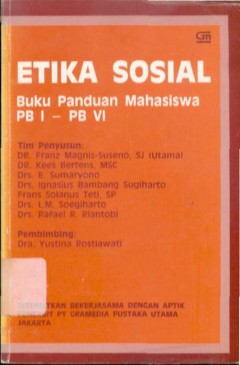 GM
ETIKA SOSIAL
Buku Panduan Mahasiswa
PB I - PB VI
Tim Penyusun:
DR. Franz Magnis-Suseno, SJ (Utama)
DR. Kees Bertens, MSC
Drs. E. Sumaryono
Drs. Ignasius Bambang Sugiharto
Frans Solanus Teti, SP
Drs. I.M. Soegiharto
Drs. Rafael R. Riantobi
Pembimbing:
Dra. Yustina Rostiawati
BEKERJASAMA DENGAN APTIK
PT GRAMEDIA PUSTAKA UTAMA
JAKARTA